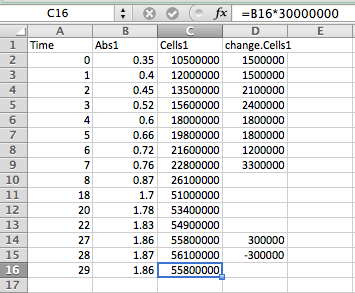 C16 fx =B16*30000000
A B C D E
1 Time Abs1 Cells1 change.Cells1
2 0 0.35 10500000 1500000
3 1 0.4 12000000 1500000
4 2 0.45 13500000 2100000
5 3 0.52 15600000 2400000
6 4 0.6 18000000 1800000
7 5 0.66 19800000 1800000
8 6 0.72 21600000 1200000
9 7 0.76 22800000 3300000
10 8 0.87 26100000
11 18 1.7 51000000
12 20 1.78 53400000
13 22 1.83 54900000
14 27 1.86 55800000 300000
15 28 1.87 56100000 -300000
16 29 1.86 55800000
17